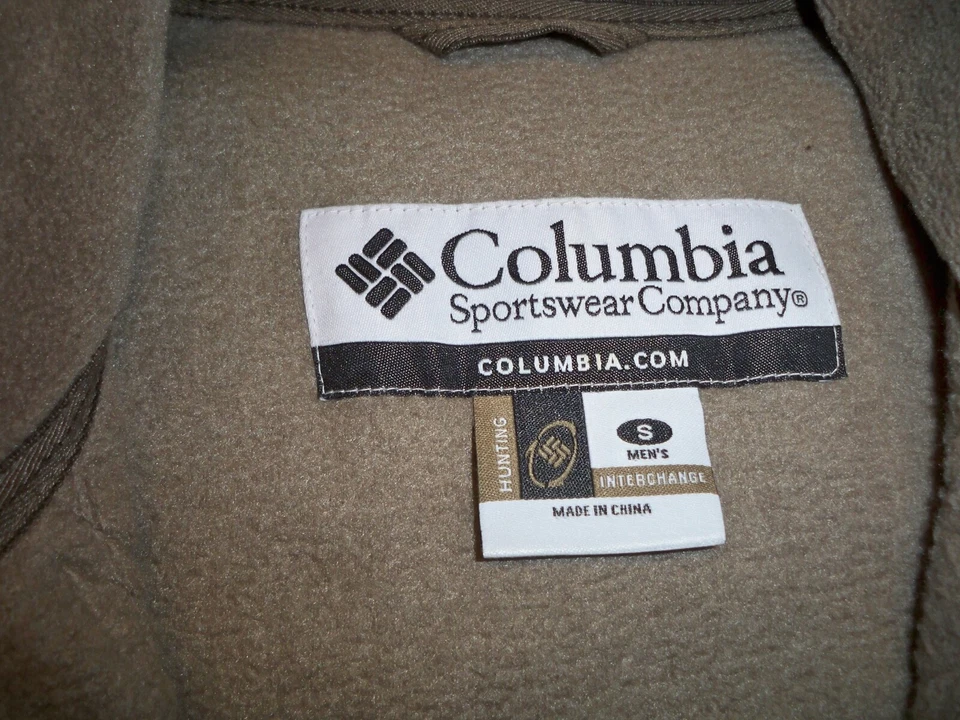 Columbia
Sportswear Company®
COLUMBIA.COM
HUNTING
S
MEN'S
INTERCHANGE
MADE IN CHINA